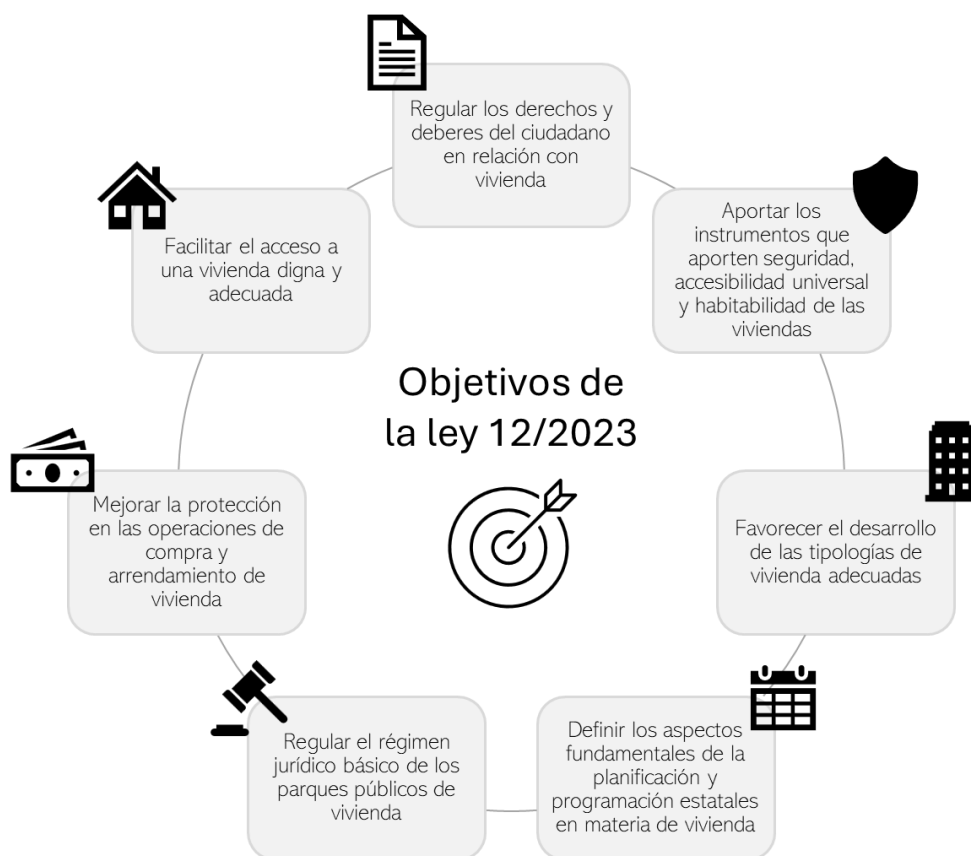 Regular los derechos y
deberes del ciudadano
en relación con
vivienda
Aportar los
instrumentos que
aporten seguridad,
accesibilidad universal
y habitabilidad de las
viviendas
Favorecer el desarrollo
de las tipologías de
vivienda adecuadas
Definir los aspectos
fundamentales de la
planificación y
programación estatales
en materia de vivienda
Regular el régimen
jurídico básico de los
parques públicos de
vivienda
Mejorar la protección
en las operaciones de
compra y
arrendamiento de
vivienda
Facilitar el acceso a
una vivienda digna y
adecuada
Objetivos de
la ley 12/2023